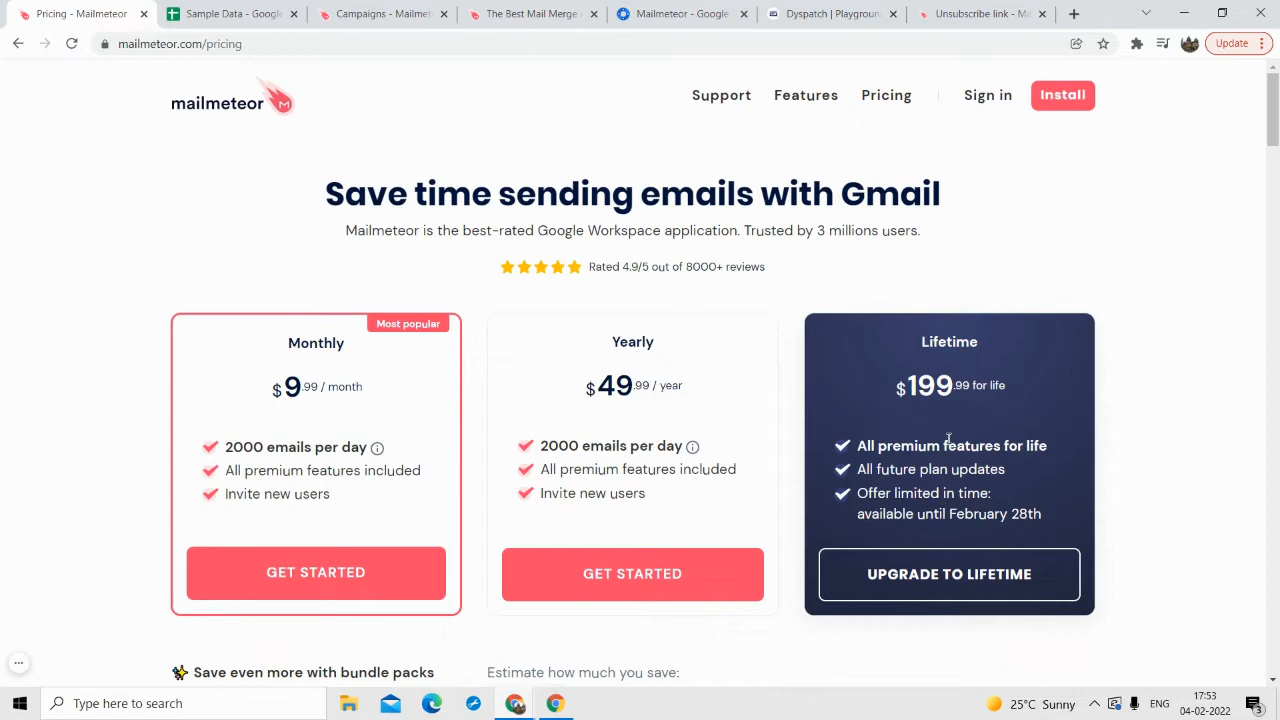 Pricing - Mailmeteor - Gmail
Sample Data - Google
Campaigns - Mailmet
The Best Mail Merge
Mailmeteor - Google
Dyspatch | Playground
Unsubscribe link - Ma
mailmeteor.com/pricing
Update
mailmeteor
Support
Features
Pricing
Sign in
Install
Save time sending emails with Gmail
Mailmeteor is the best-rated Google Workspace application. Trusted by 3 millions users.
Rated 4.9/5 out of 8000+ reviews
Most popular
Monthly
$9.99 / month
2000 emails per day
All premium features included
Invite new users
GET STARTED
Yearly
$49.99 / year
2000 emails per day
All premium features included
Invite new users
GET STARTED
Lifetime
$199.99 for life
All premium features for life
All future plan updates
Offer limited in time:
available until February 28th
UPGRADE TO LIFETIME
✨ Save even more with bundle packs
Estimate how much you save:
Type here to search
25°C Sunny
ENG
17:53
04-02-2022
3